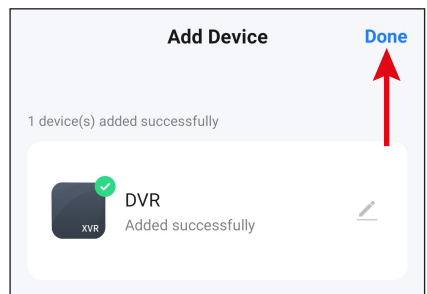 Add Device
Done
1 device(s) added successfully
XVR
DVR
Added successfully